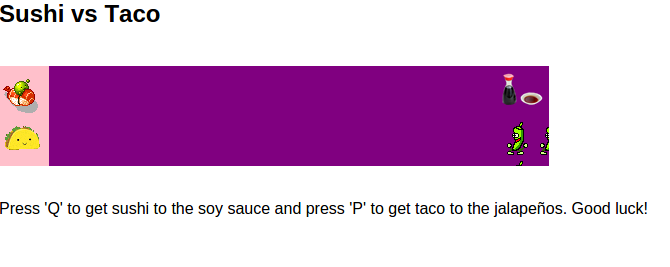 Sushi vs Taco
Press 'Q' to get sushi to the soy sauce and press 'P' to get taco to the jalapeños. Good luck!